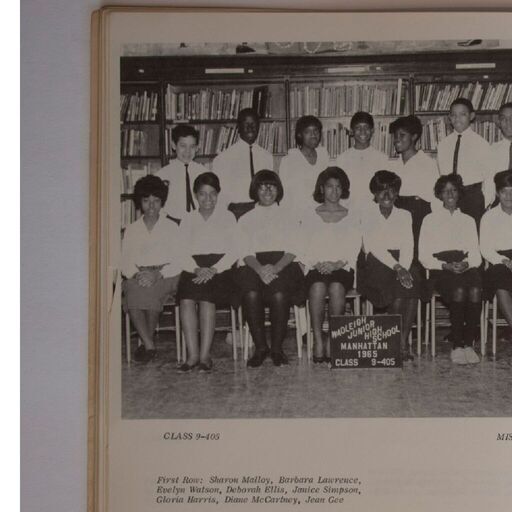 WADLEIGH
JUNIOR HIGH
SCHOOL
MANHATTAN
1965
CLASS 9-405
CLASS 9-405
MIS
First Row: Sharon Malloy, Barbara Lawrence,
Evelyn Watson, Deborah Ellis, Janice Simpson,
Gloria Harris, Diane McCartney, Jean Gee